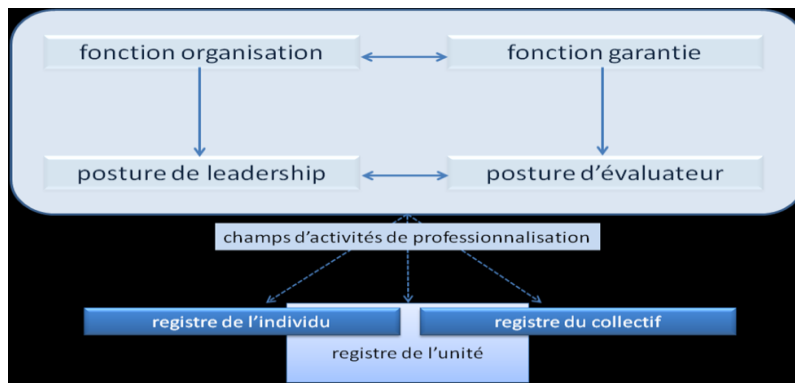 fonction organisation
fonction garantie
posture de leadership
posture d’évaluateur
champs d’activités de professionnalisation
registre de l’individu
registre du collectif
registre de l’unité